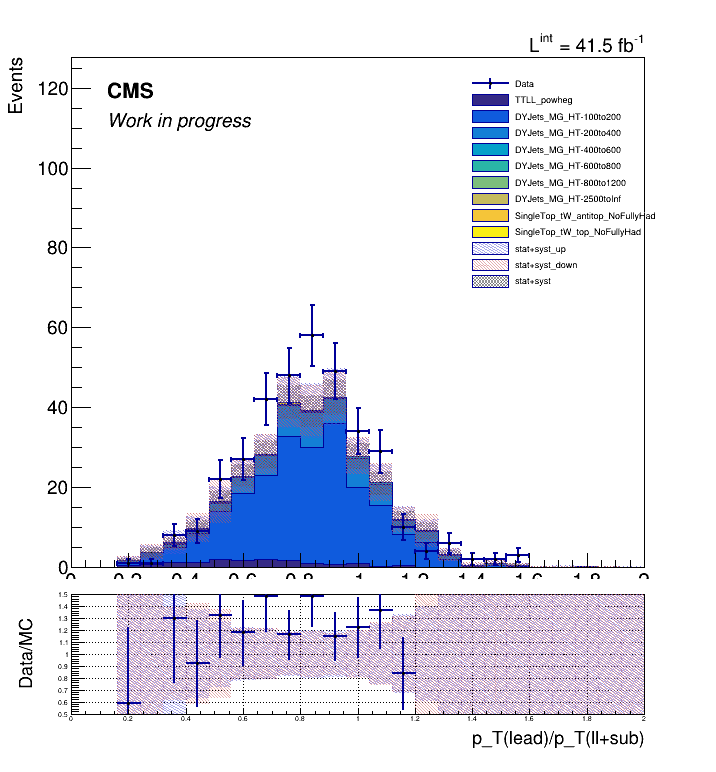 L^int = 41.5 fb^-1
Events
CMS
Work in progress
Data
TTLL_powheg
DYJets_MG_HT-100to200
DYJets_MG_HT-200to400
DYJets_MG_HT-400to600
DYJets_MG_HT-600to800
DYJets_MG_HT-800to1200
DYJets_MG_HT-2500toInf
SingleTop_tW_antitop_NoFullyHad
SingleTop_tW_top_NoFullyHad
stat+syst_up
stat+syst_down
stat+syst
120
100
80
60
40
20
0
0 0.2 0.4 0.6 0.8 1 1.2 1.4 1.6 1.8 2
Data/MC
1.5
1.4
1.3
1.2
1.1
1
0.9
0.8
0.7
0.6
0.5
0 0.2 0.4 0.6 0.8 1 1.2 1.4 1.6 1.8 2
p_T(lead)/p_T(ll+sub)